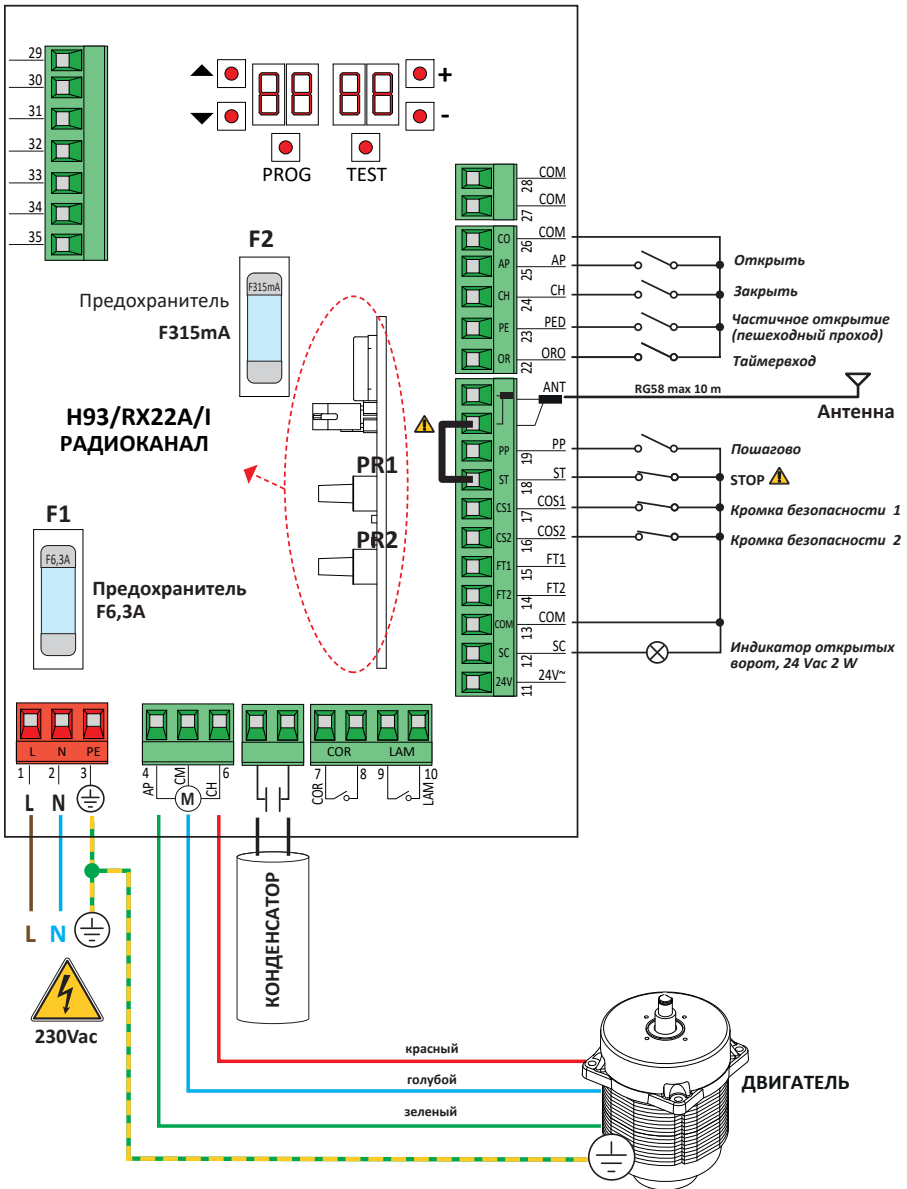 29
30
31
32
33
34
35
+
-
PROG
TEST
F2
F315mA
Предохранитель
F315mA
H93/RX22A/I
РАДИОКАНАЛ
PR1
PR2
F1
F6,3A
Предохранитель
F6,3A
28 COM
27 COM
CO 26 COM
AP 25 AP
Открыть
CH 24 CH
Закрыть
PE 23 PED
Частичное открытие
(пешеходный проход)
OR 22 ORO
Таймервход
ANT
RG58 max 10 m
Антенна
PP 19 PP
Пошагово
ST 18 ST
STOP
CS1 17 COS1
Кромка безопасности 1
CS2 16 COS2
Кромка безопасности 2
FT1 15 FT1
FT2 14 FT2
COM 13 COM
SC 12 SC
Индикатор открытых
ворот, 24 Vac 2 W
24V 11 24V~
L N PE
1 2 3
L N
L N
230Vac
4 6
AP CM CH
M
COR LAM
7 8 9 10
COR LAM
КОНДЕНСАТОР
красный
голубой
зеленый
ДВИГАТЕЛЬ